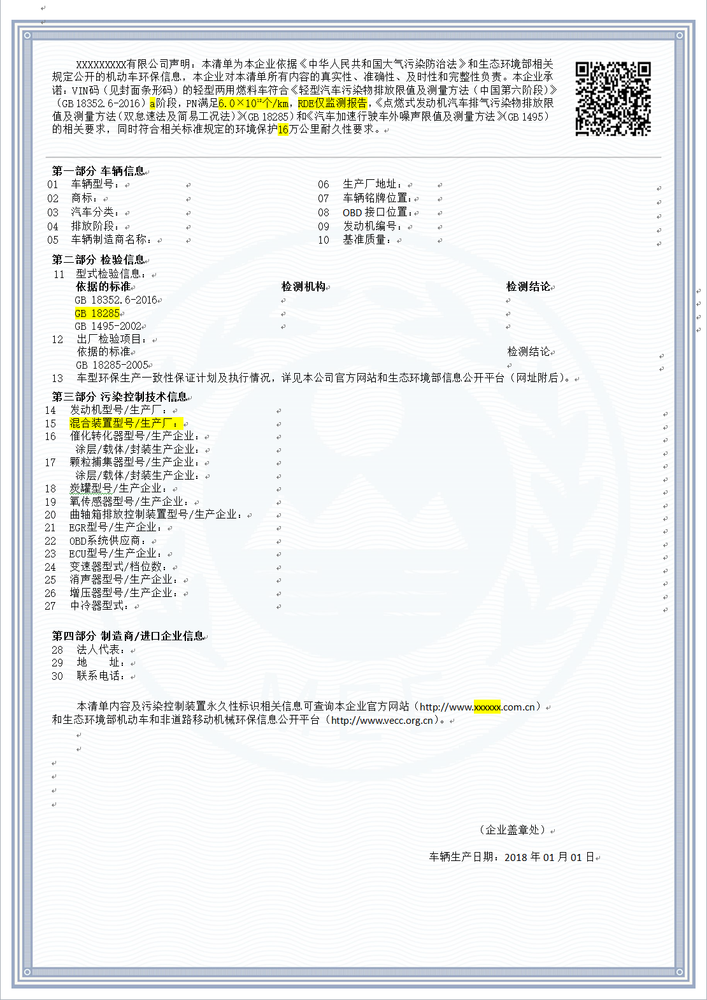 XXXXXXXXX有限公司声明：本清单为本企业依据《中华人民共和国大气污染防治法》和生态环境部相关
规定公开的机动车环保信息，本企业对本清单所有内容的真实性、准确性、及时性和完整性负责。本企业承
诺：VIN码（见封面条形码）的轻型两用燃料车符合《轻型汽车污染物排放限值及测量方法（中国第六阶段）》
（GB 18352.6-2016）a阶段，PN满足6.0×10¹²个/km，RDE仅监测报告，《点燃式发动机汽车排气污染物排放限
值及测量方法（双怠速法及简易工况法）》（GB 18285）和《汽车加速行驶车外噪声限值及测量方法》（GB 1495）
的相关要求，同时符合相关标准规定的环境保护16万公里耐久性要求。
第一部分 车辆信息
01 车辆型号： 06 生产厂地址：
02 商标： 07 车辆铭牌位置：
03 汽车分类： 08 OBD 接口位置：
04 排放阶段： 09 发动机编号：
05 车辆制造商名称： 10 基准质量：
第二部分 检验信息
11 型式检验信息：
依据的标准 检测机构 检测结论
GB 18352.6-2016
GB 18285
GB 1495-2002
12 出厂检验项目：
依据的标准 检测结论
GB 18285-2005
13 车型环保生产一致性保证计划及执行情况，详见本公司官方网站和生态环境部信息公开平台（网址附后）。
第三部分 污染控制技术信息
14 发动机型号/生产厂：
15 混合装置型号/生产厂：
16 催化转化器型号/生产企业：
涂层/载体/封装生产企业：
17 颗粒捕集器型号/生产企业：
涂层/载体/封装生产企业：
18 炭罐型号/生产企业：
19 氧传感器型号/生产企业：
20 曲轴箱排放控制装置型号/生产企业：
21 EGR型号/生产企业：
22 OBD系统供应商：
23 ECU型号/生产企业：
24 变速器型式/档位数：
25 消声器型号/生产企业：
26 增压器型号/生产企业：
27 中冷器型式：
第四部分 制造商/进口企业信息
28 法人代表：
29 地　　址：
30 联系电话：
本清单内容及污染控制装置永久性标识相关信息可查询本企业官方网站（http://www.xxxxxx.com.cn）
和生态环境部机动车和非道路移动机械环保信息公开平台（http://www.vecc.org.cn）。
（企业盖章处）
车辆生产日期：2018 年 01 月 01 日